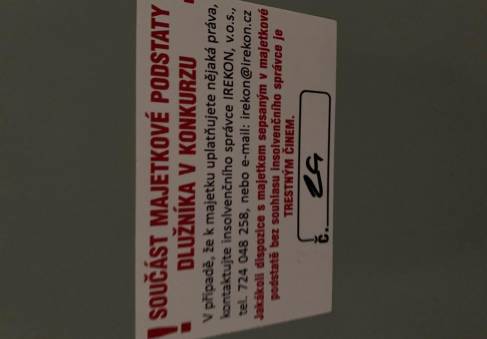 ! SOUČÁST MAJETKOVÉ PODSTATY !
DLUŽNÍKA V KONKURZU
V případě, že k majetku uplatňujete nějaká práva,
kontaktujte insolvenčního správce IREKON, v.o.s.,
tel. 724 048 258, nebo e-mail: irekon@irekon.cz
Jakákoli dispozice s majetkem sepsaným v majetkové
podstatě bez souhlasu insolvenčního správce je
TRESTNÝM ČINEM.
č.